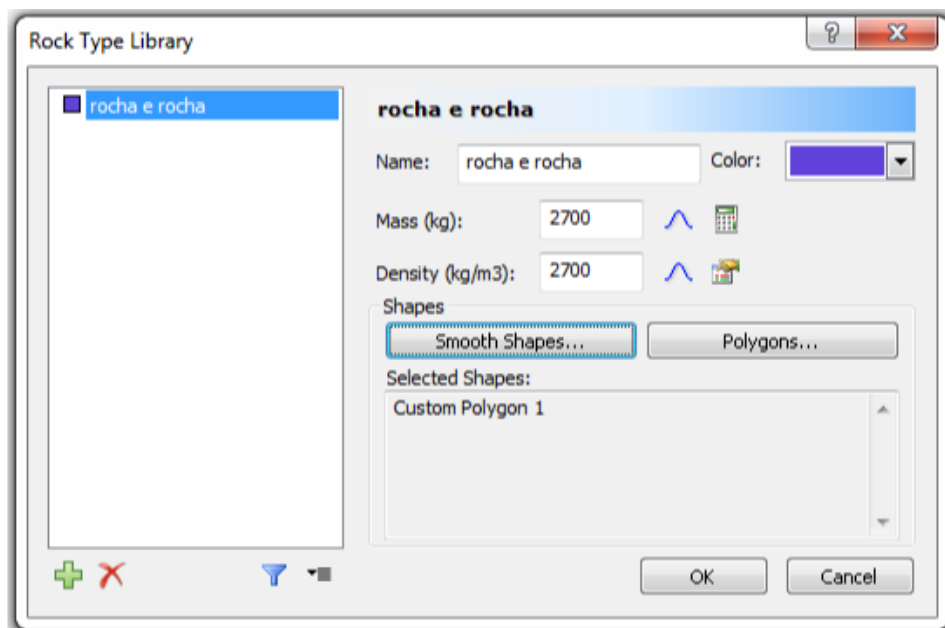 Rock Type Library
rocha e rocha
rocha e rocha
Name: rocha e rocha Color:
Mass (kg): 2700
Density (kg/m3): 2700
Shapes
Smooth Shapes... Polygons...
Selected Shapes:
Custom Polygon 1
OK Cancel